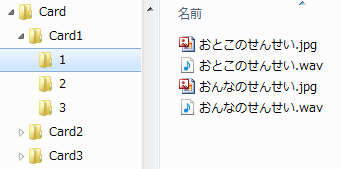 Card
Card1
1
2
3
Card2
Card3
名前
おとこのせんせい.jpg
おとこのせんせい.wav
おんなのせんせい.jpg
おんなのせんせい.wav